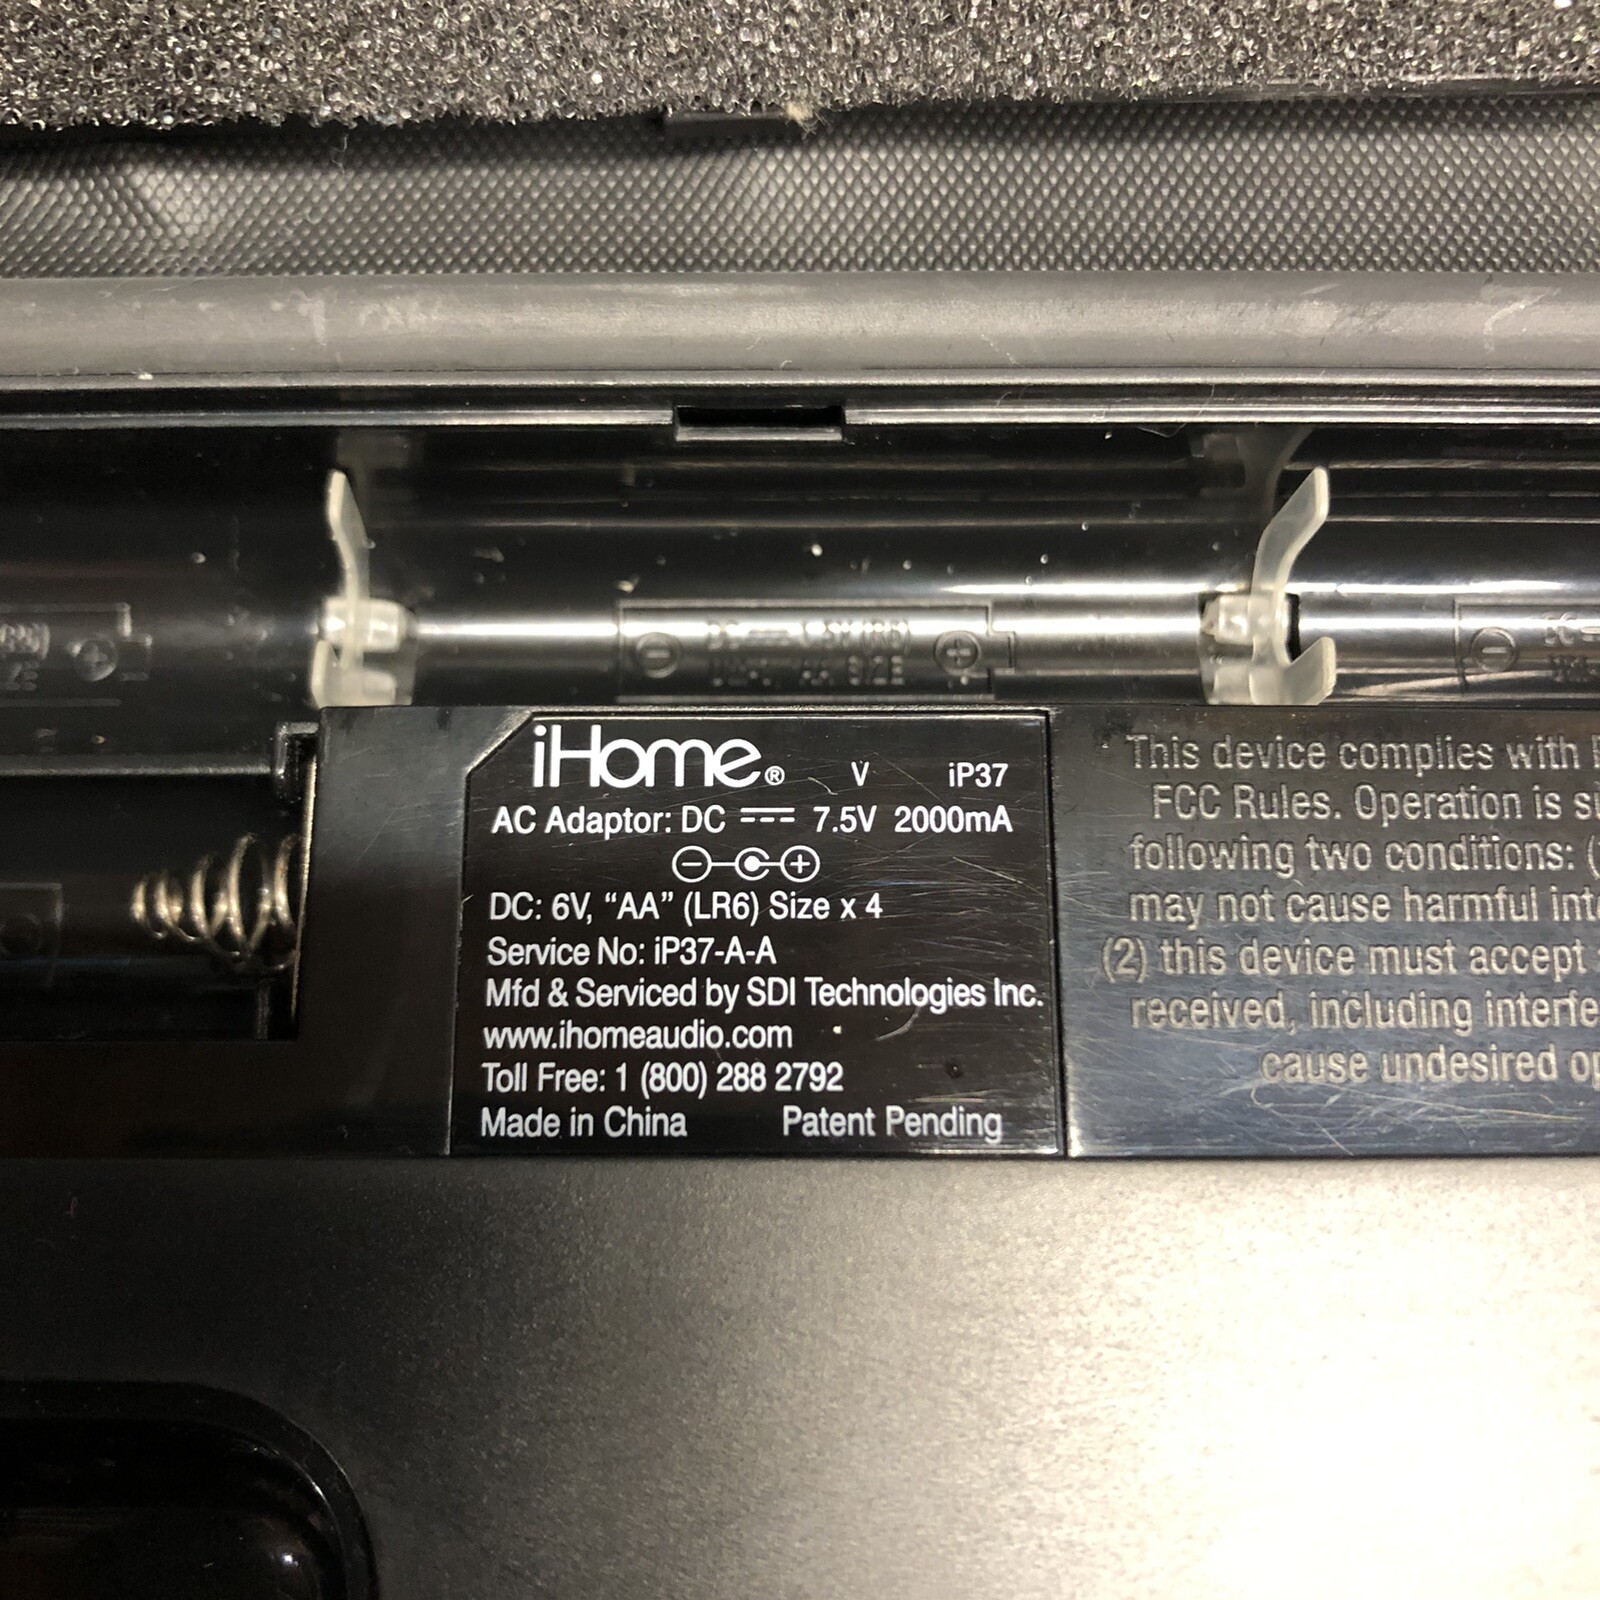 iHome® V iP37
AC Adaptor: DC ⎓ 7.5V 2000mA
DC: 6V, “AA” (LR6) Size x 4
Service No: iP37-A-A
Mfd & Serviced by SDI Technologies Inc.
www.ihomeaudio.com
Toll Free: 1 (800) 288 2792
Made in China Patent Pending
This device complies with
FCC Rules. Operation is
following two conditions:
may not cause harmful
(2) this device must accept
received, including
cause undesired
AA SIZE